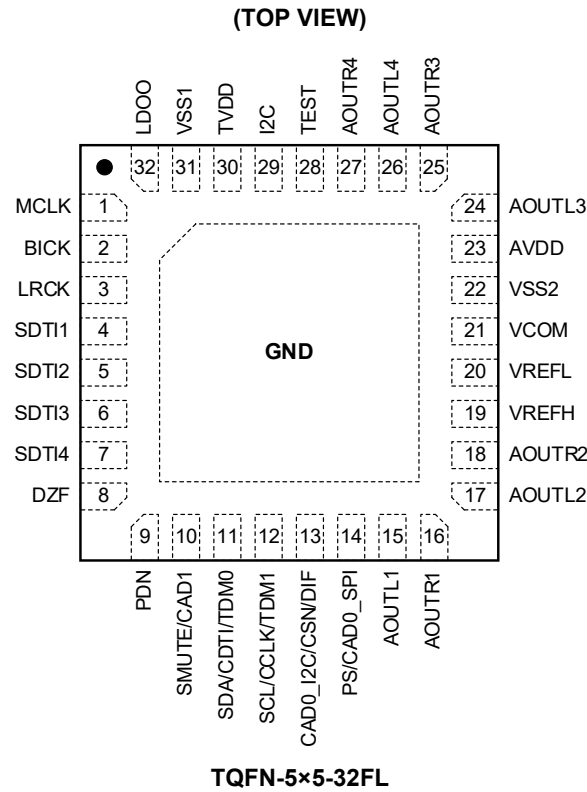 (TOP VIEW)
LDOO
VSS1
TVDD
I2C
TEST
AOUTR4
AOUTL4
AOUTR3
32 31 30 29 28 27 26 25
MCLK 1 24 AOUTL3
BICK 2 23 AVDD
LRCK 3 22 VSS2
SDTI1 4 21 VCOM
GND
SDTI2 5 20 VREFL
SDTI3 6 19 VREFH
SDTI4 7 18 AOUTR2
DZF 8 17 AOUTL2
9 10 11 12 13 14 15 16
PDN
SMUTE/CAD1
SDA/CDTI/TDM0
SCL/CCLK/TDM1
CAD0_I2C/CSN/DIF
PS/CAD0_SPI
AOUTL1
AOUTR1
TQFN-5×5-32FL